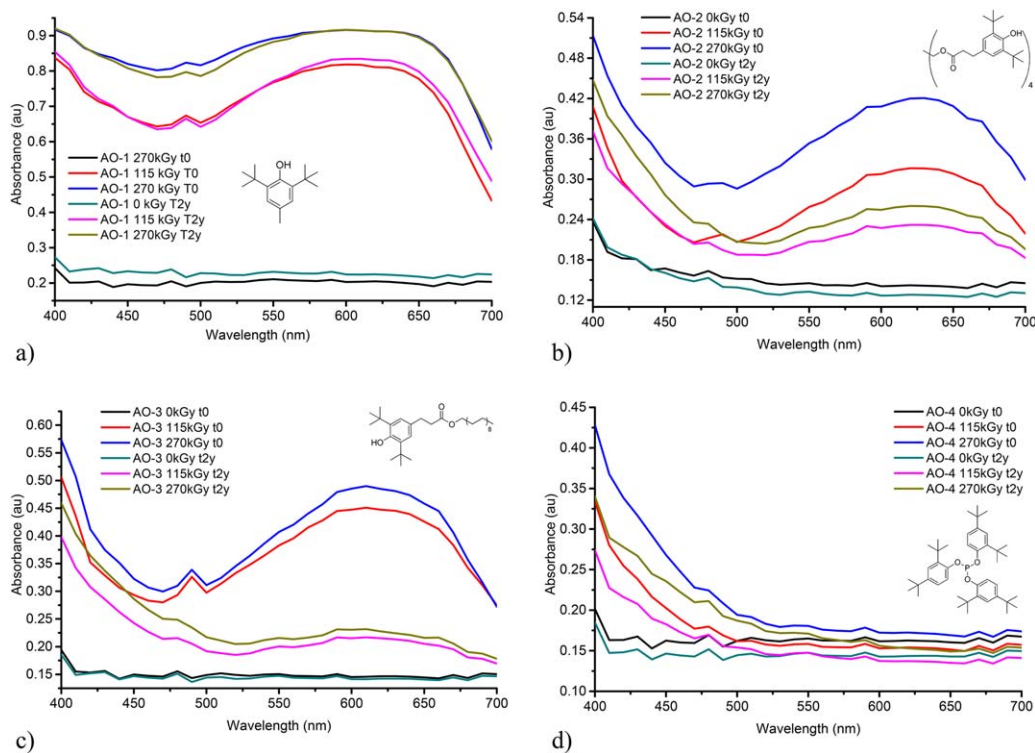 0.9
0.8
0.7
0.6
0.5
0.4
0.3
0.2
Absorbance (au)
AO-1 270kGy t0
AO-1 115 kGy T0
AO-1 270 kGy T0
AO-1 0 kGy T2y
AO-1 115 kGy T2y
AO-1 270kGy T2y
OH
400 450 500 550 600 650 700
Wavelength (nm)
a)
0.54
0.48
0.42
0.36
0.30
0.24
0.18
0.12
Absorbance (au)
AO-2 0kGy t0
AO-2 115kGy t0
AO-2 270kGy t0
AO-2 0kGy t2y
AO-2 115kGy t2y
AO-2 270kGy t2y
OH
O
O
4
400 450 500 550 600 650 700
Wavelength (nm)
b)
0.60
0.55
0.50
0.45
0.40
0.35
0.30
0.25
0.20
0.15
Absorbance (au)
AO-3 0kGy t0
AO-3 115kGy t0
AO-3 270kGy t0
AO-3 0kGy t2y
AO-3 115kGy t2y
AO-3 270kGy t2y
O
O
HO
8
400 450 500 550 600 650 700
Wavelength (nm)
c)
0.45
0.40
0.35
0.30
0.25
0.20
0.15
0.10
Absorbance (au)
AO-4 0kGy t0
AO-4 115kGy t0
AO-4 270kGy t0
AO-4 0kGy t2y
AO-4 115kGy t2y
AO-4 270kGy t2y
O P O
O
400 450 500 550 600 650 700
Wavelength (nm)
d)